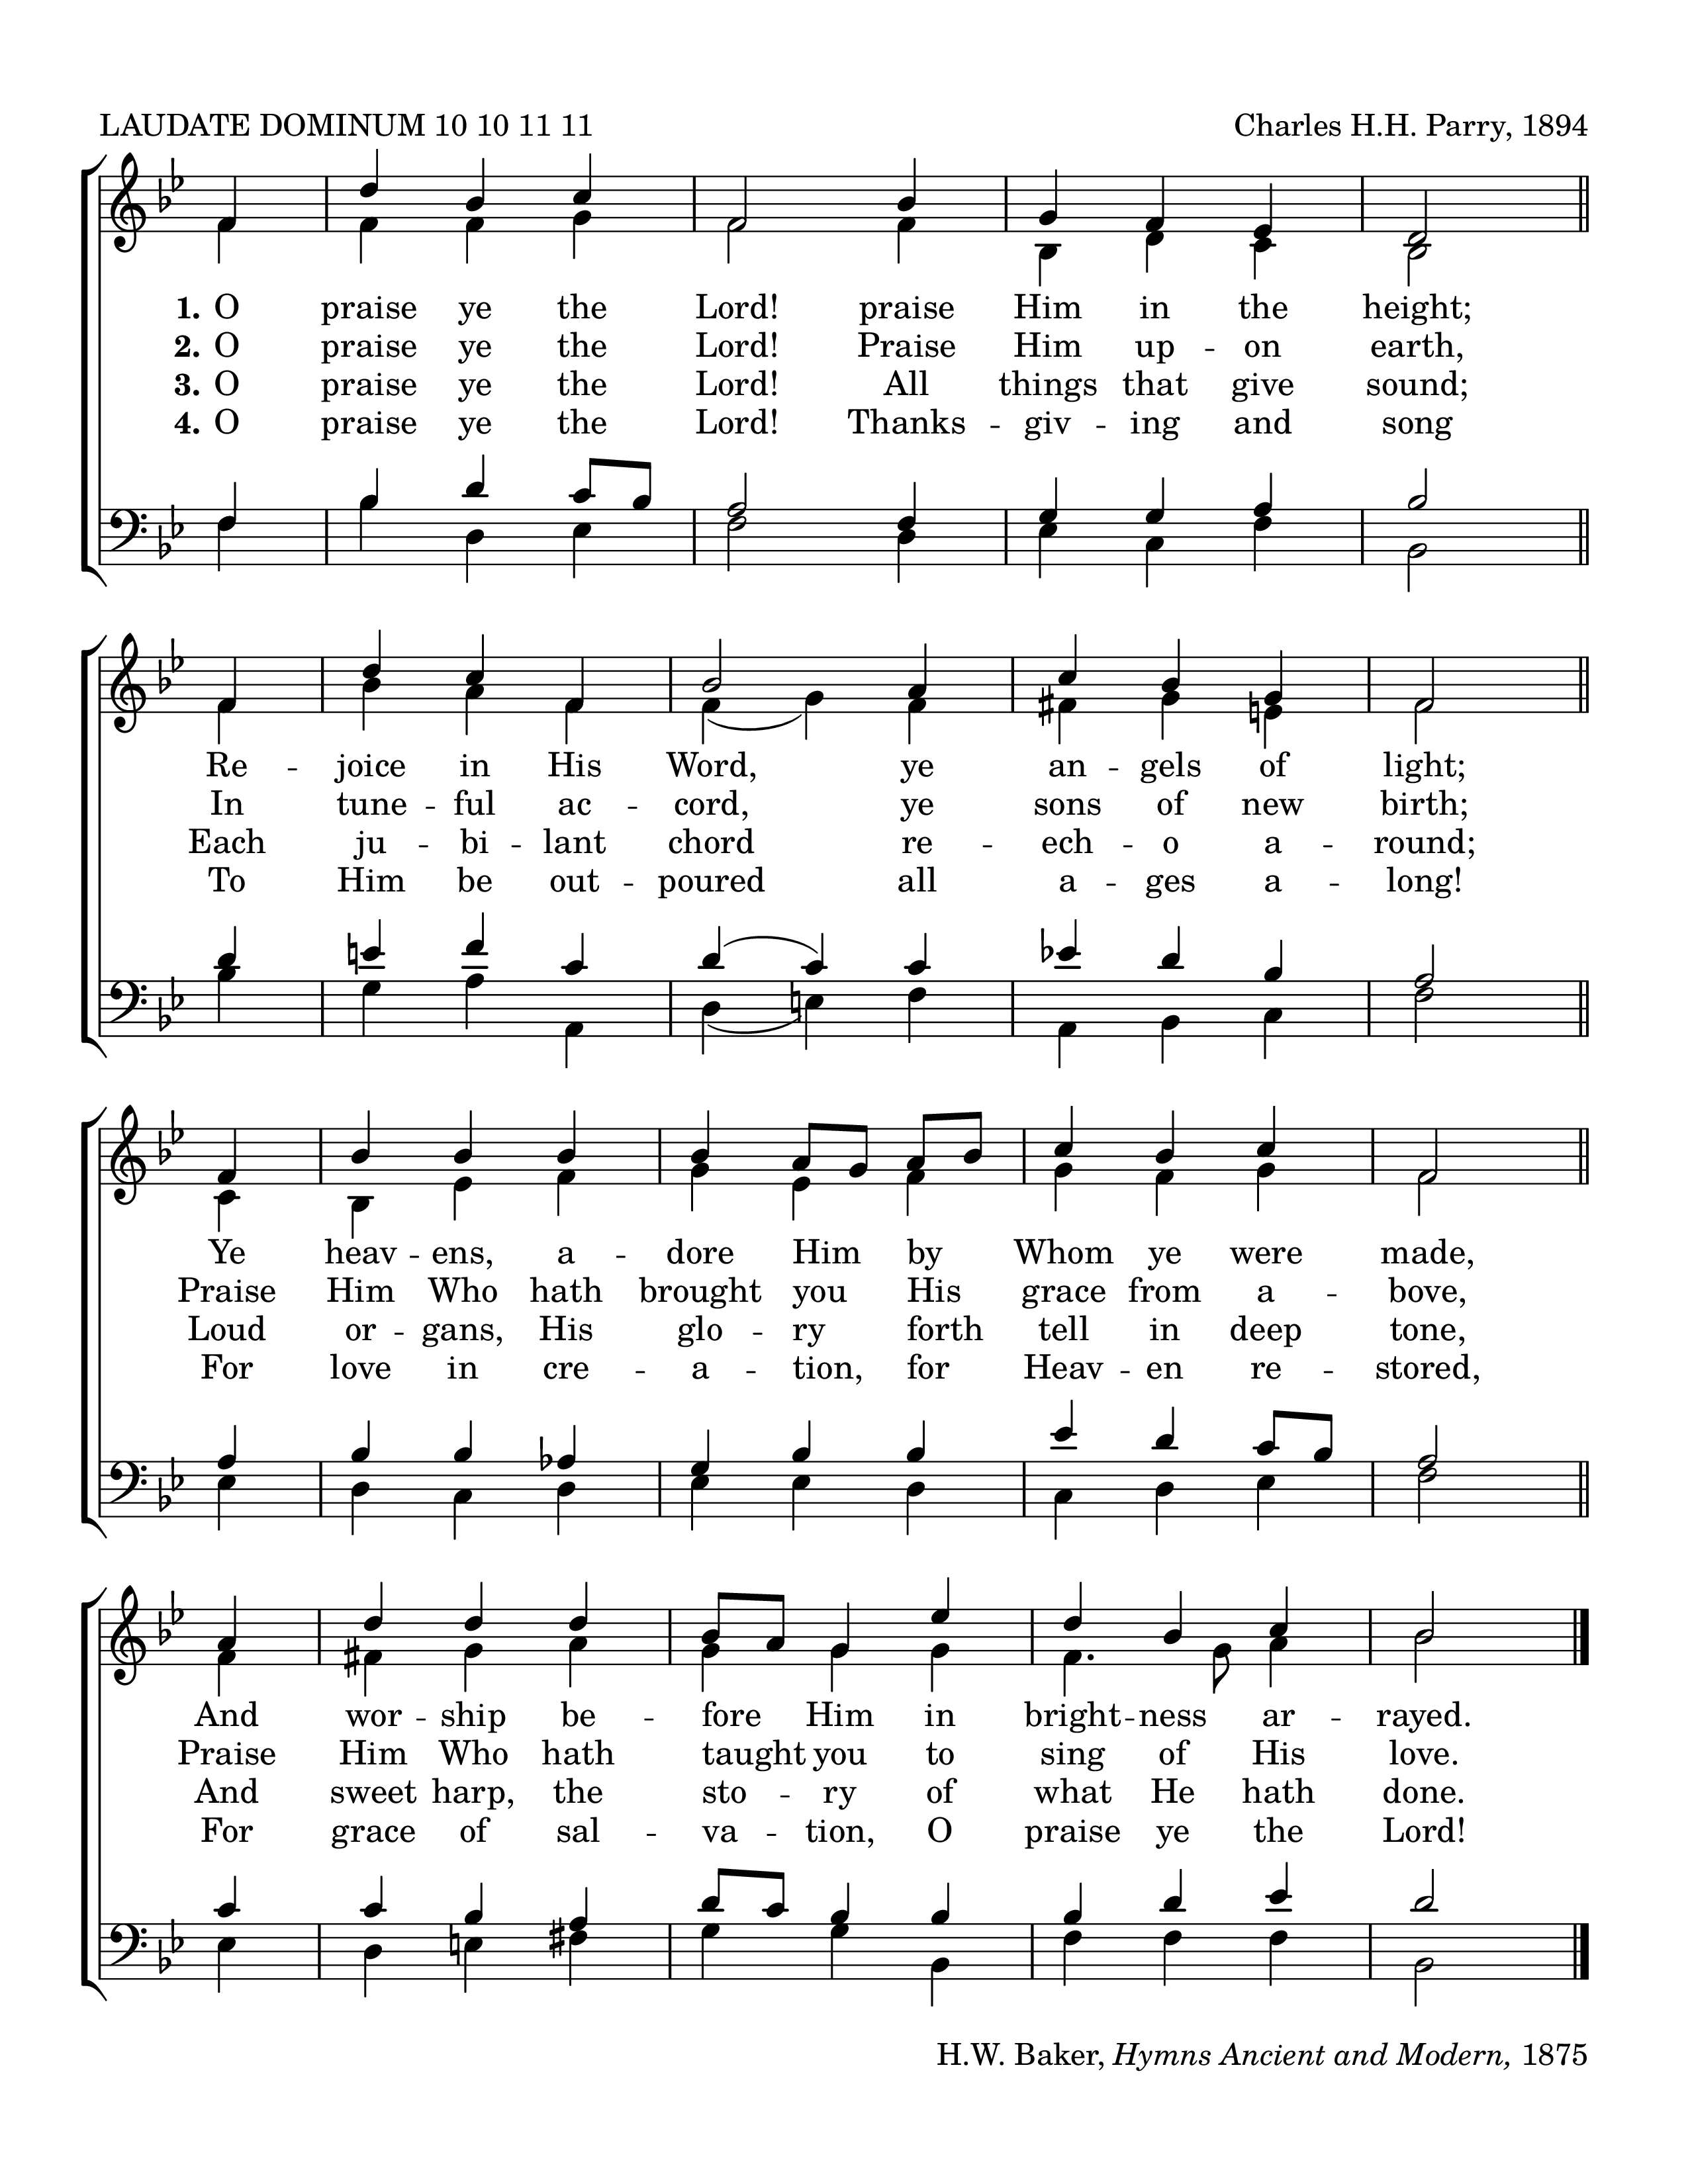 LAUDATE DOMINUM 10 10 11 11 Charles H.H. Parry, 1894
1. O praise ye the Lord! praise Him in the height;
2. O praise ye the Lord! Praise Him up -- on earth,
3. O praise ye the Lord! All things that give sound;
4. O praise ye the Lord! Thanks -- giv -- ing and song
Re -- joice in His Word, ye an -- gels of light;
In tune -- ful ac -- cord, ye sons of new birth;
Each ju -- bi -- lant chord re -- ech -- o a -- round;
To Him be out -- poured all a -- ges a -- long!
Ye heav -- ens, a -- dore Him by Whom ye were made,
Praise Him Who hath brought you His grace from a -- bove,
Loud or -- gans, His glo -- ry forth tell in deep tone,
For love in cre -- a -- tion, for Heav -- en re -- stored,
And wor -- ship be -- fore Him in bright -- ness ar -- rayed.
Praise Him Who hath taught you to sing of His love.
And sweet harp, the sto -- ry of what He hath done.
For grace of sal -- va -- tion, O praise ye the Lord!
H.W. Baker, Hymns Ancient and Modern, 1875